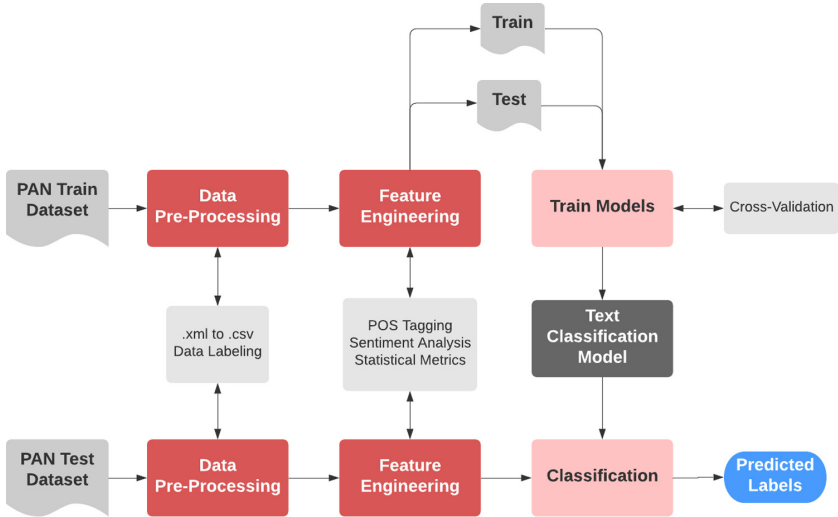 Train
Test
PAN Train
Dataset
Data
Pre-Processing
Feature
Engineering
Train Models
Cross-Validation
.xml to .csv
Data Labeling
POS Tagging
Sentiment Analysis
Statistical Metrics
Text
Classification
Model
PAN Test
Dataset
Data
Pre-Processing
Feature
Engineering
Classification
Predicted
Labels